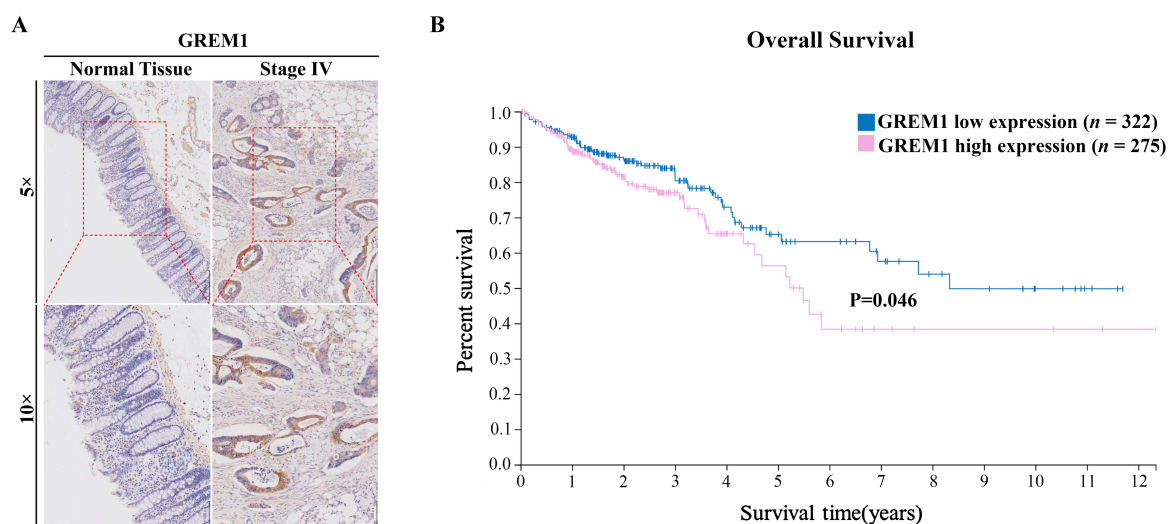 A
GREM1
Normal Tissue Stage IV
5×
10×
B
Overall Survival
GREM1 low expression (n = 322)
GREM1 high expression (n = 275)
P=0.046
Percent survival
1.0
0.9
0.8
0.7
0.6
0.5
0.4
0.3
0.2
0.1
0.0
0 1 2 3 4 5 6 7 8 9 10 11 12
Survival time(years)